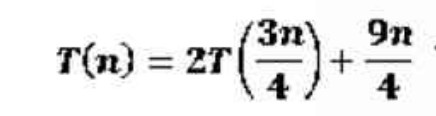 T(n) = 2T(3n/4) + 9n/4